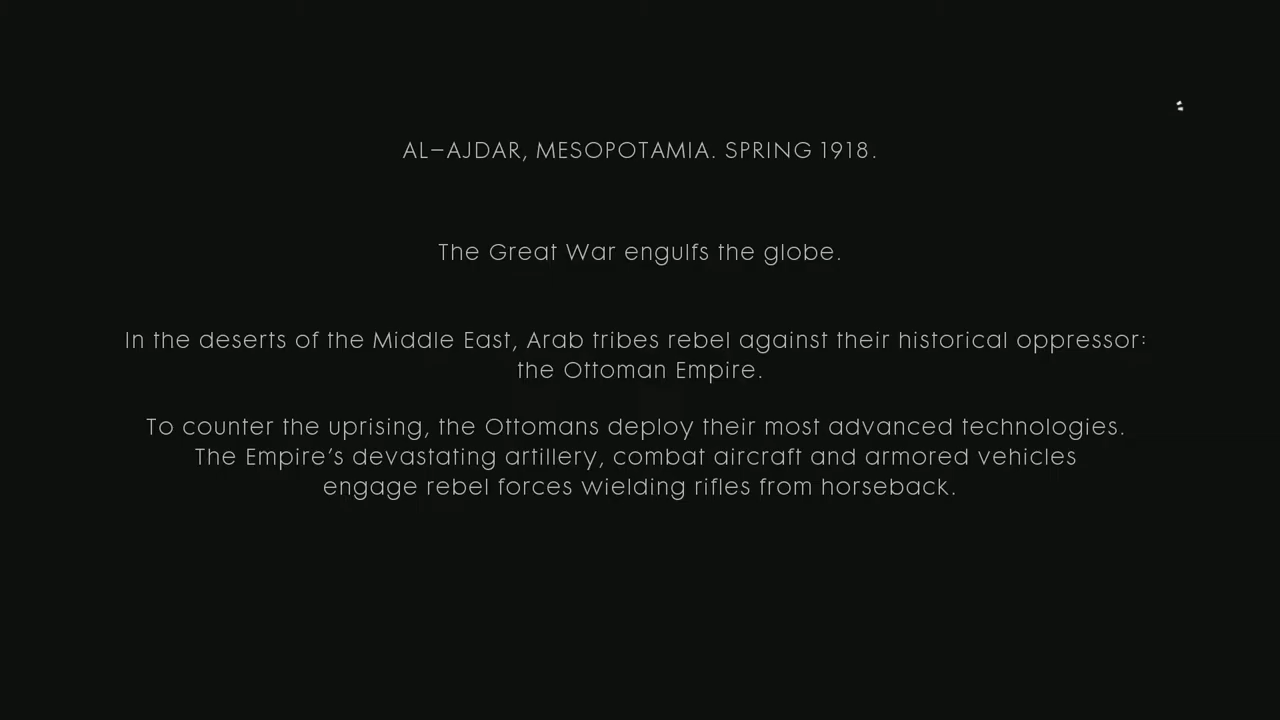 AL–AJDAR, MESOPOTAMIA. SPRING 1918.
The Great War engulfs the globe.
In the deserts of the Middle East, Arab tribes rebel against their historical oppressor:
the Ottoman Empire.
To counter the uprising, the Ottomans deploy their most advanced technologies.
The Empire’s devastating artillery, combat aircraft and armored vehicles
engage rebel forces wielding rifles from horseback.